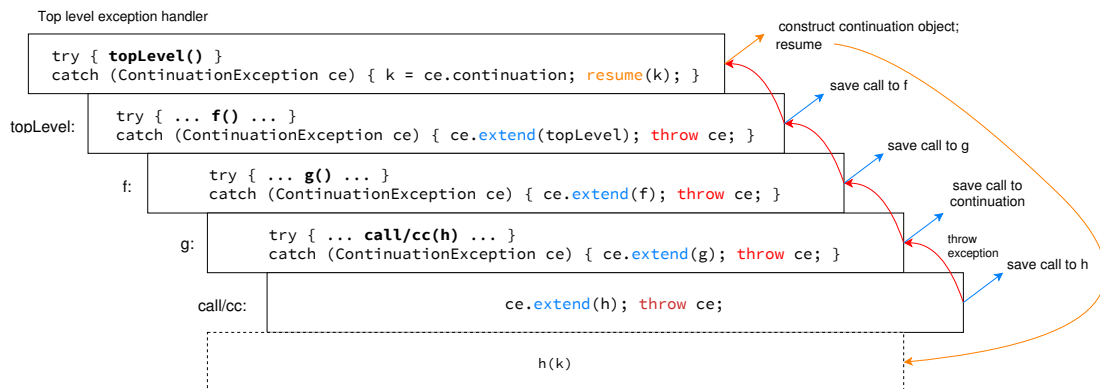 Top level exception handler
try { topLevel() }
catch (ContinuationException ce) { k = ce.continuation; resume(k); }
construct continuation object;
resume
topLevel:
try { ... f() ... }
catch (ContinuationException ce) { ce.extend(topLevel); throw ce; }
save call to f
f:
try { ... g() ... }
catch (ContinuationException ce) { ce.extend(f); throw ce; }
save call to g
g:
try { ... call/cc(h) ... }
catch (ContinuationException ce) { ce.extend(g); throw ce; }
save call to
continuation
throw
exception
call/cc:
ce.extend(h); throw ce;
save call to h
h(k)